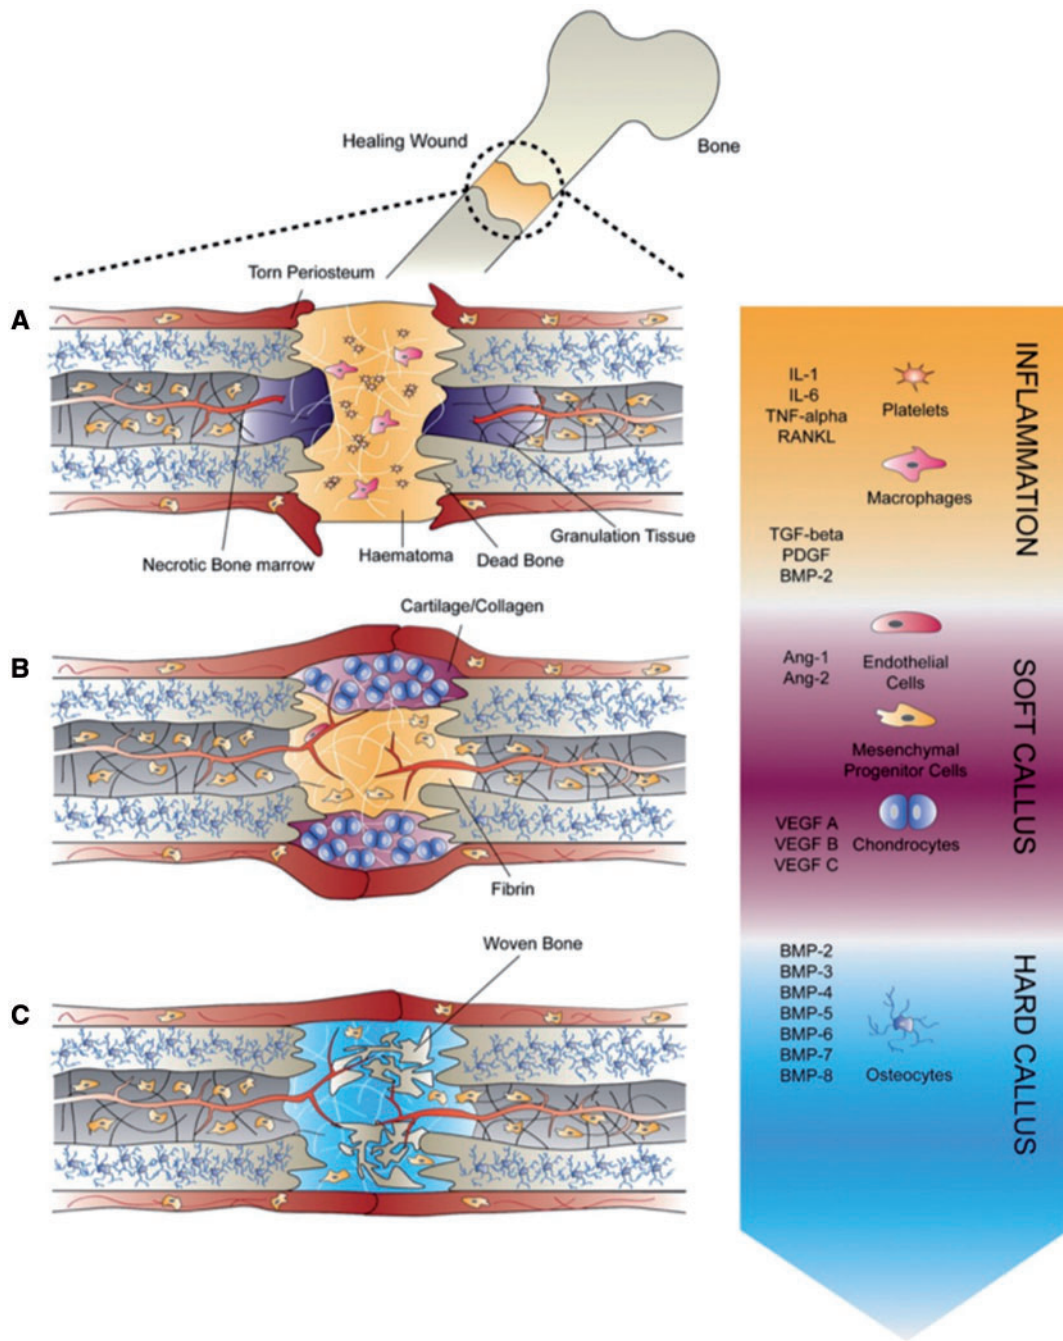 Healing Wound
Bone
Torn Periosteum
A
Necrotic Bone marrow
Haematoma
Dead Bone
Granulation Tissue
Cartilage/Collagen
B
Fibrin
Woven Bone
C
INFLAMMATION
IL-1
IL-6
TNF-alpha
RANKL
Platelets
Macrophages
TGF-beta
PDGF
BMP-2
SOFT CALLUS
Ang-1
Ang-2
Endothelial
Cells
Mesenchymal
Progenitor Cells
VEGF A
VEGF B
VEGF C
Chondrocytes
HARD CALLUS
BMP-2
BMP-3
BMP-4
BMP-5
BMP-6
BMP-7
BMP-8
Osteocytes